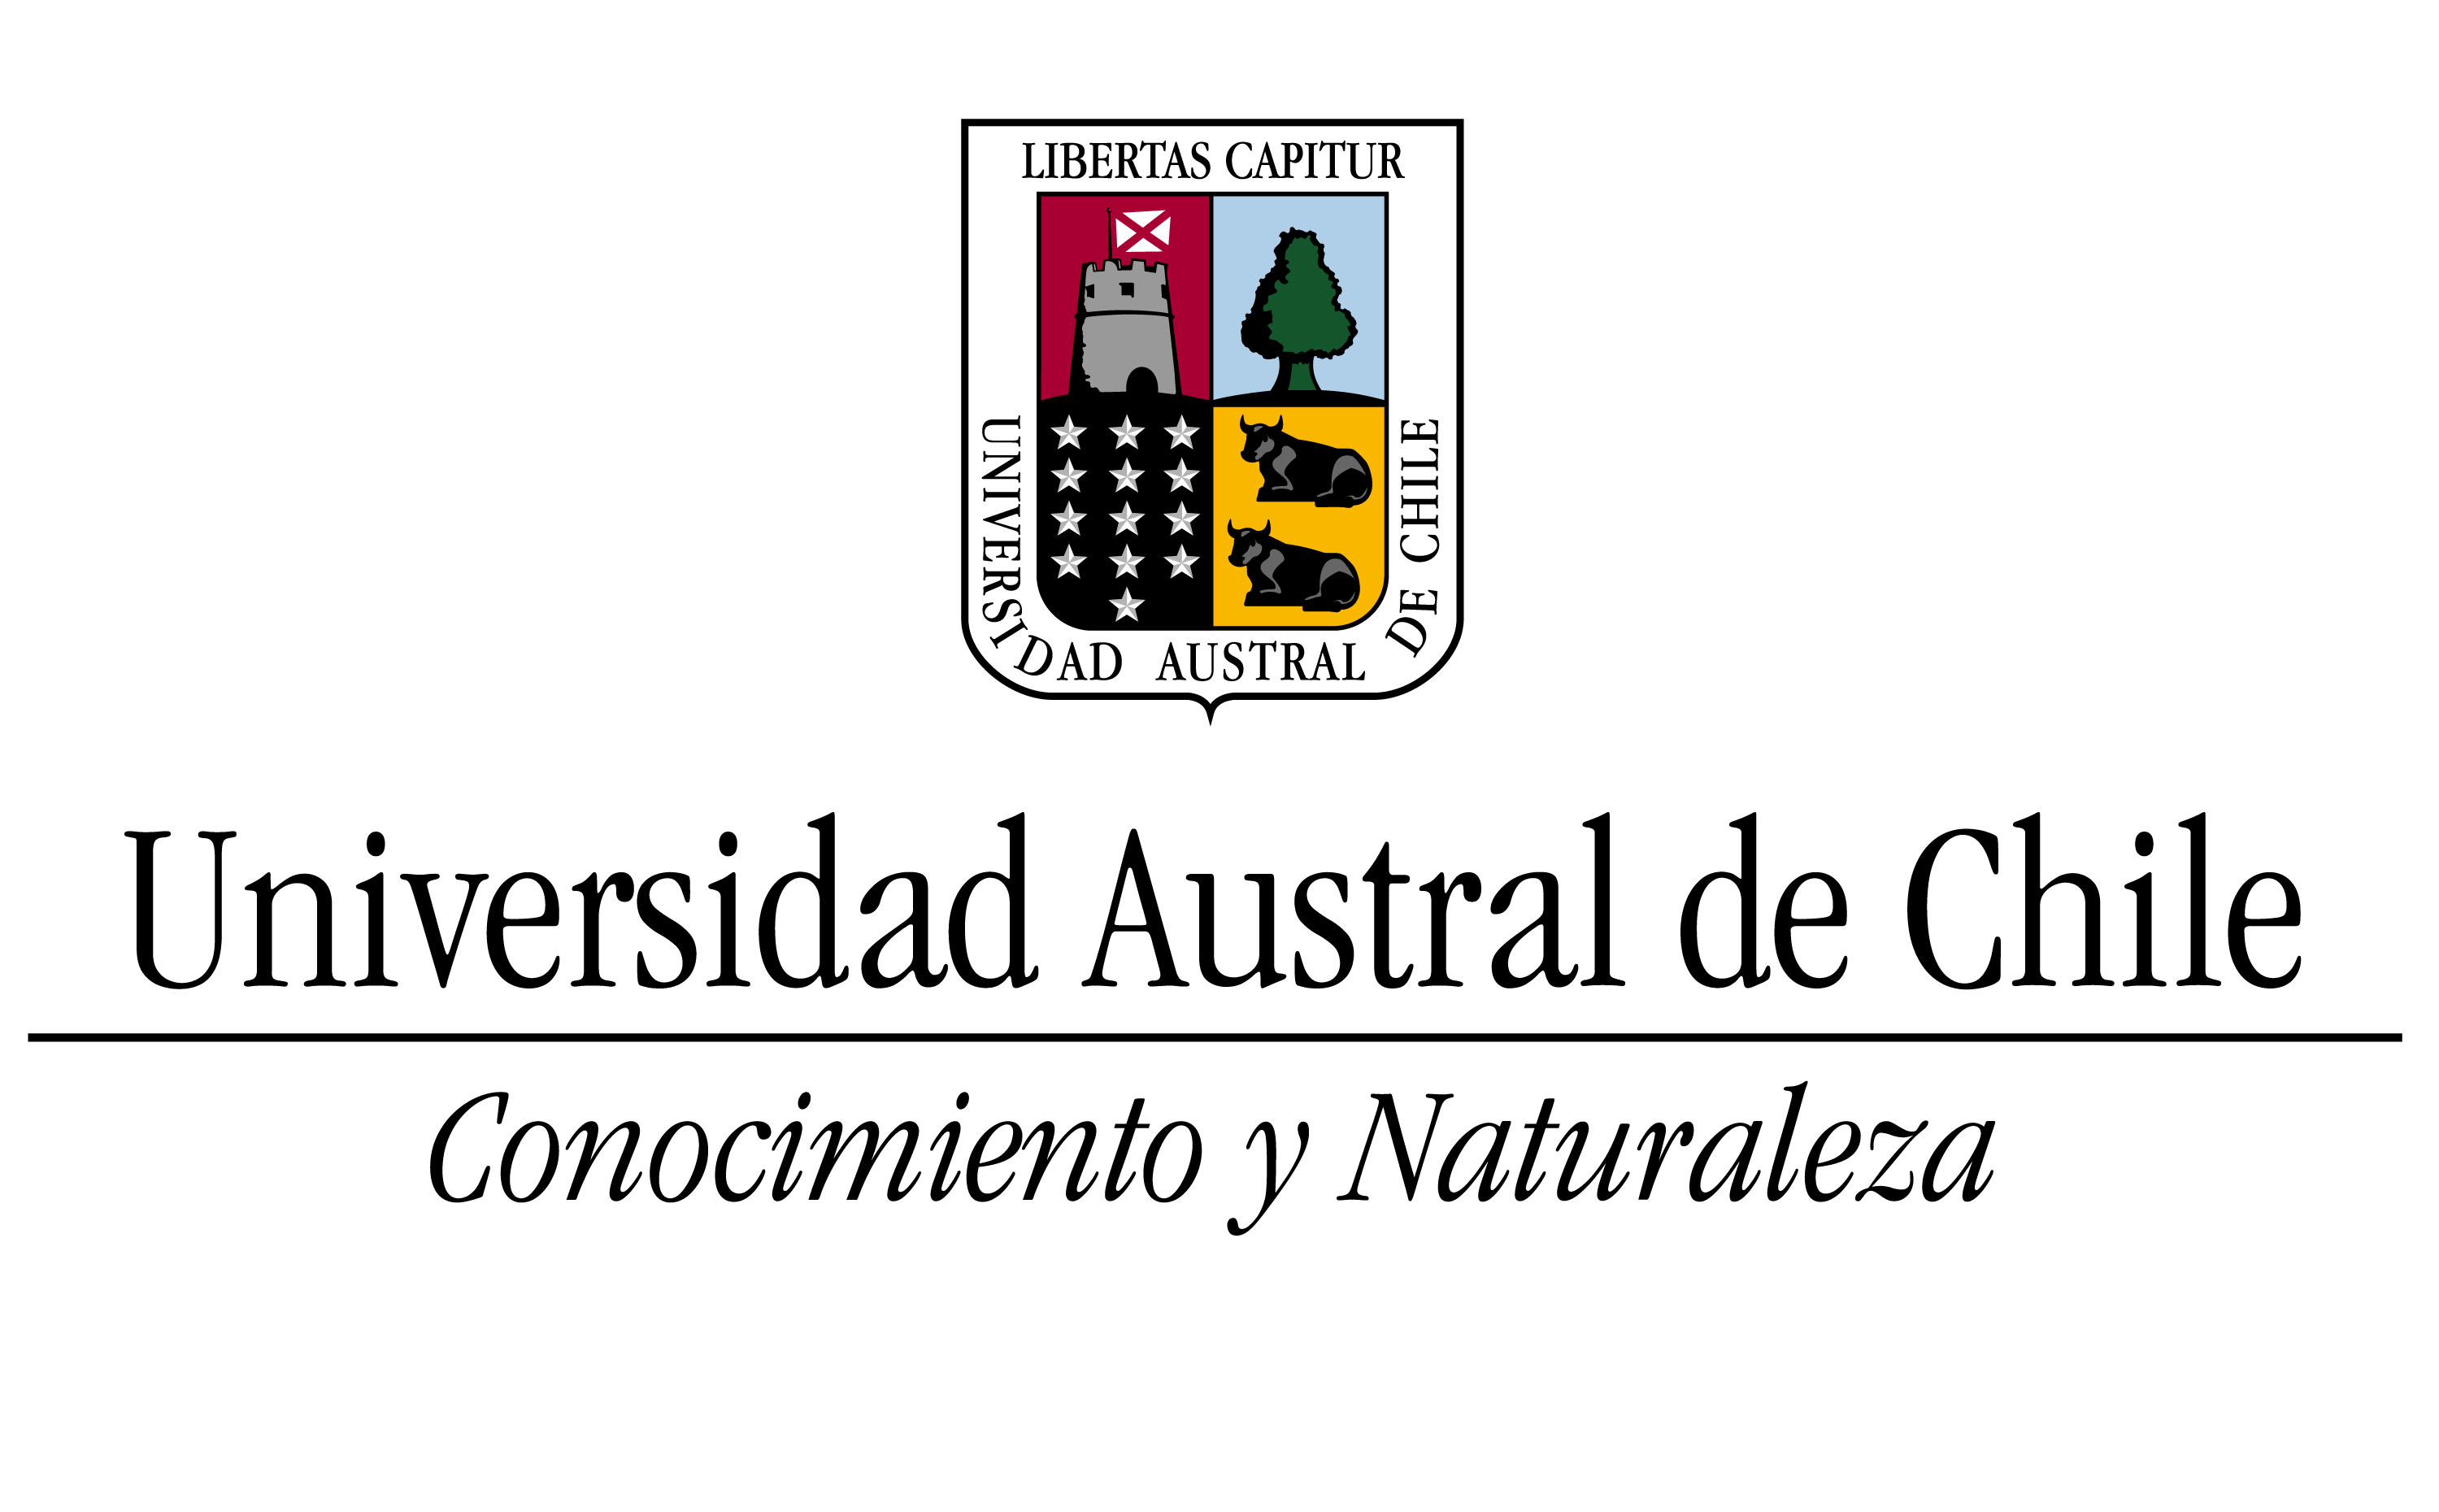 LIBERTAS CAPITUR
UNIVERSIDAD AUSTRAL DE CHILE
Universidad Austral de Chile
Conocimiento y Naturaleza